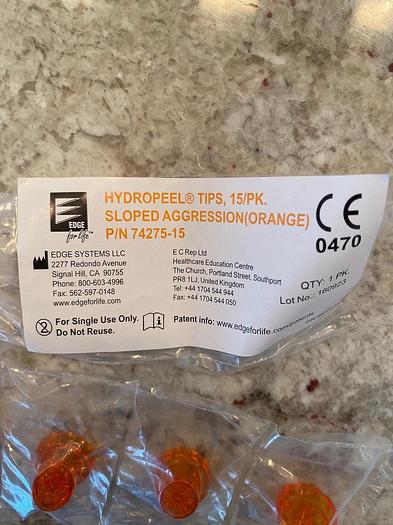 HYDROPEEL® TIPS, 15/PK.
SLOPED AGGRESSION(ORANGE)
P/N 74275-15
EDGE
for life™
CE
0470
EDGE SYSTEMS LLC
2277 Redondo Avenue
Signal Hill, CA 90755
Phone: 800-603-4996
Fax: 562-597-0148
www.edgeforlife.com
E C Rep Ltd
Healthcare Education Centre
The Church, Portland Street, Southport
PR8 1LJ, United Kingdom
Tel: +44 1704 544 944
Fax: +44 1704 544 050
QTY: 1 PK.
Lot No.: 160923
For Single Use Only.
Do Not Reuse.
Patent info: www.edgeforlife.com/patents